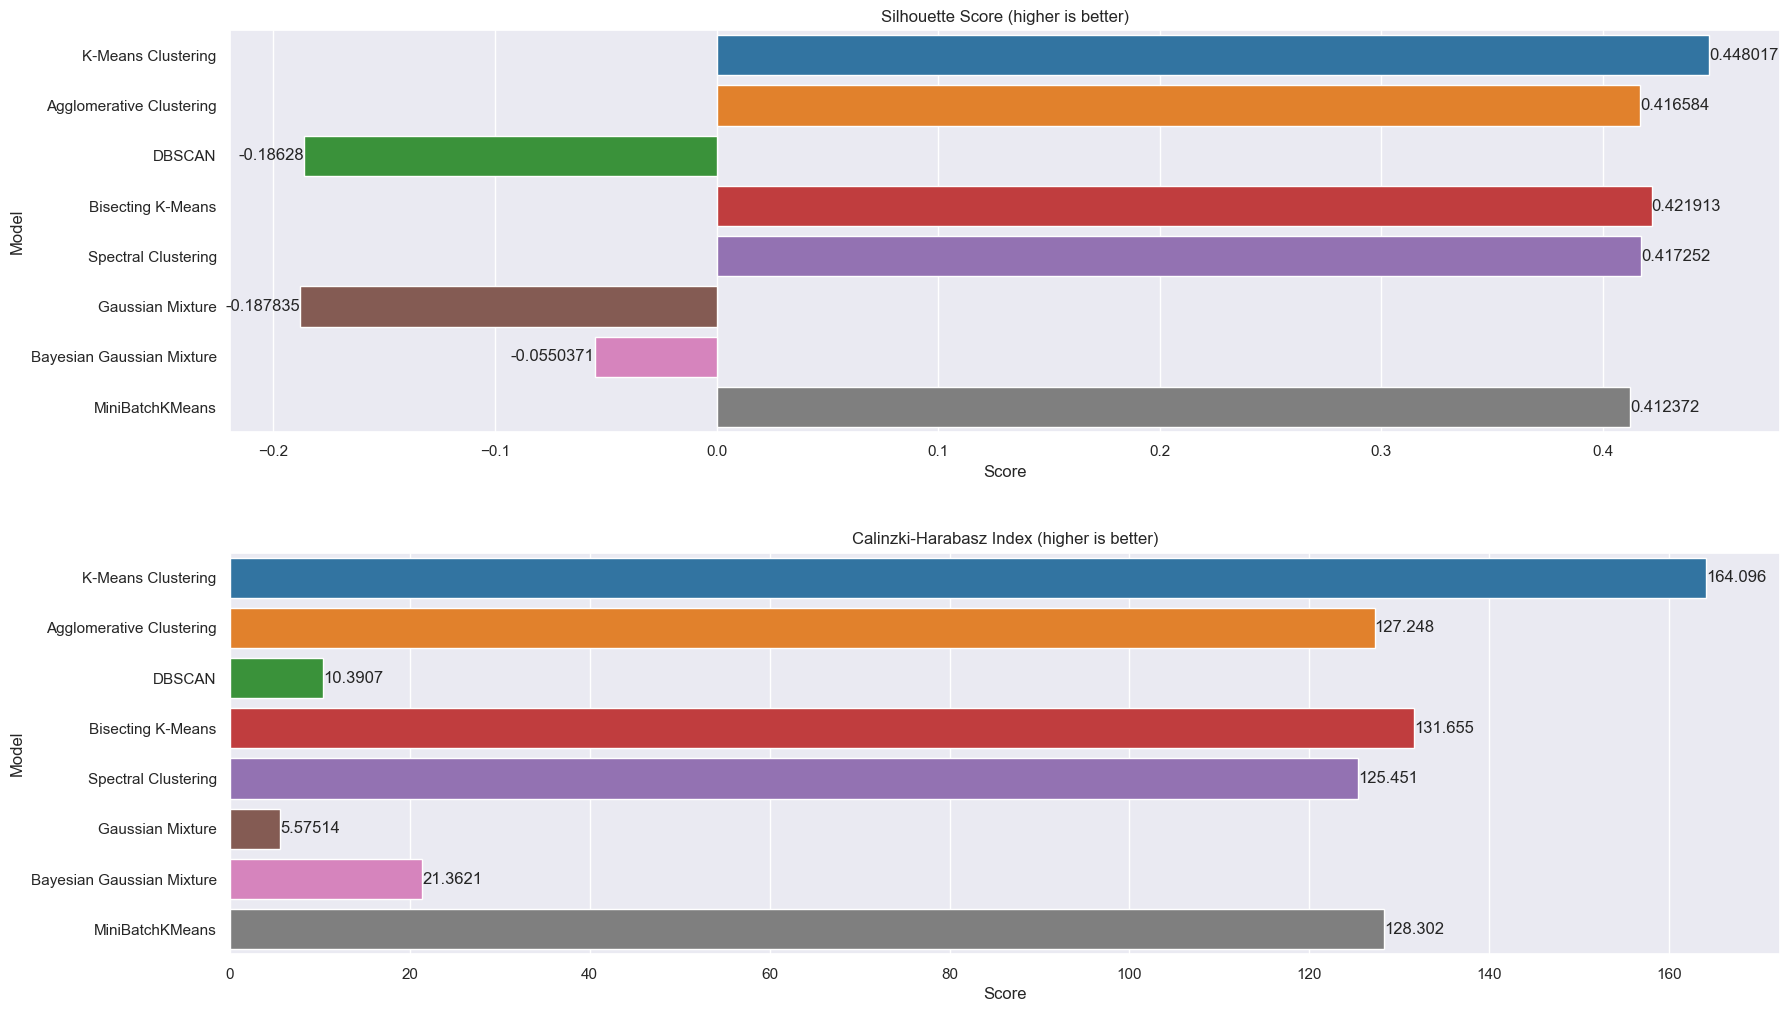 Silhouette Score (higher is better)
Model
K-Means Clustering 0.448017
Agglomerative Clustering 0.416584
DBSCAN -0.18628
Bisecting K-Means 0.421913
Spectral Clustering 0.417252
Gaussian Mixture -0.187835
Bayesian Gaussian Mixture -0.0550371
MiniBatchKMeans 0.412372
−0.2 −0.1 0.0 0.1 0.2 0.3 0.4
Score
Calinzki-Harabasz Index (higher is better)
Model
K-Means Clustering 164.096
Agglomerative Clustering 127.248
DBSCAN 10.3907
Bisecting K-Means 131.655
Spectral Clustering 125.451
Gaussian Mixture 5.57514
Bayesian Gaussian Mixture 21.3621
MiniBatchKMeans 128.302
0 20 40 60 80 100 120 140 160
Score